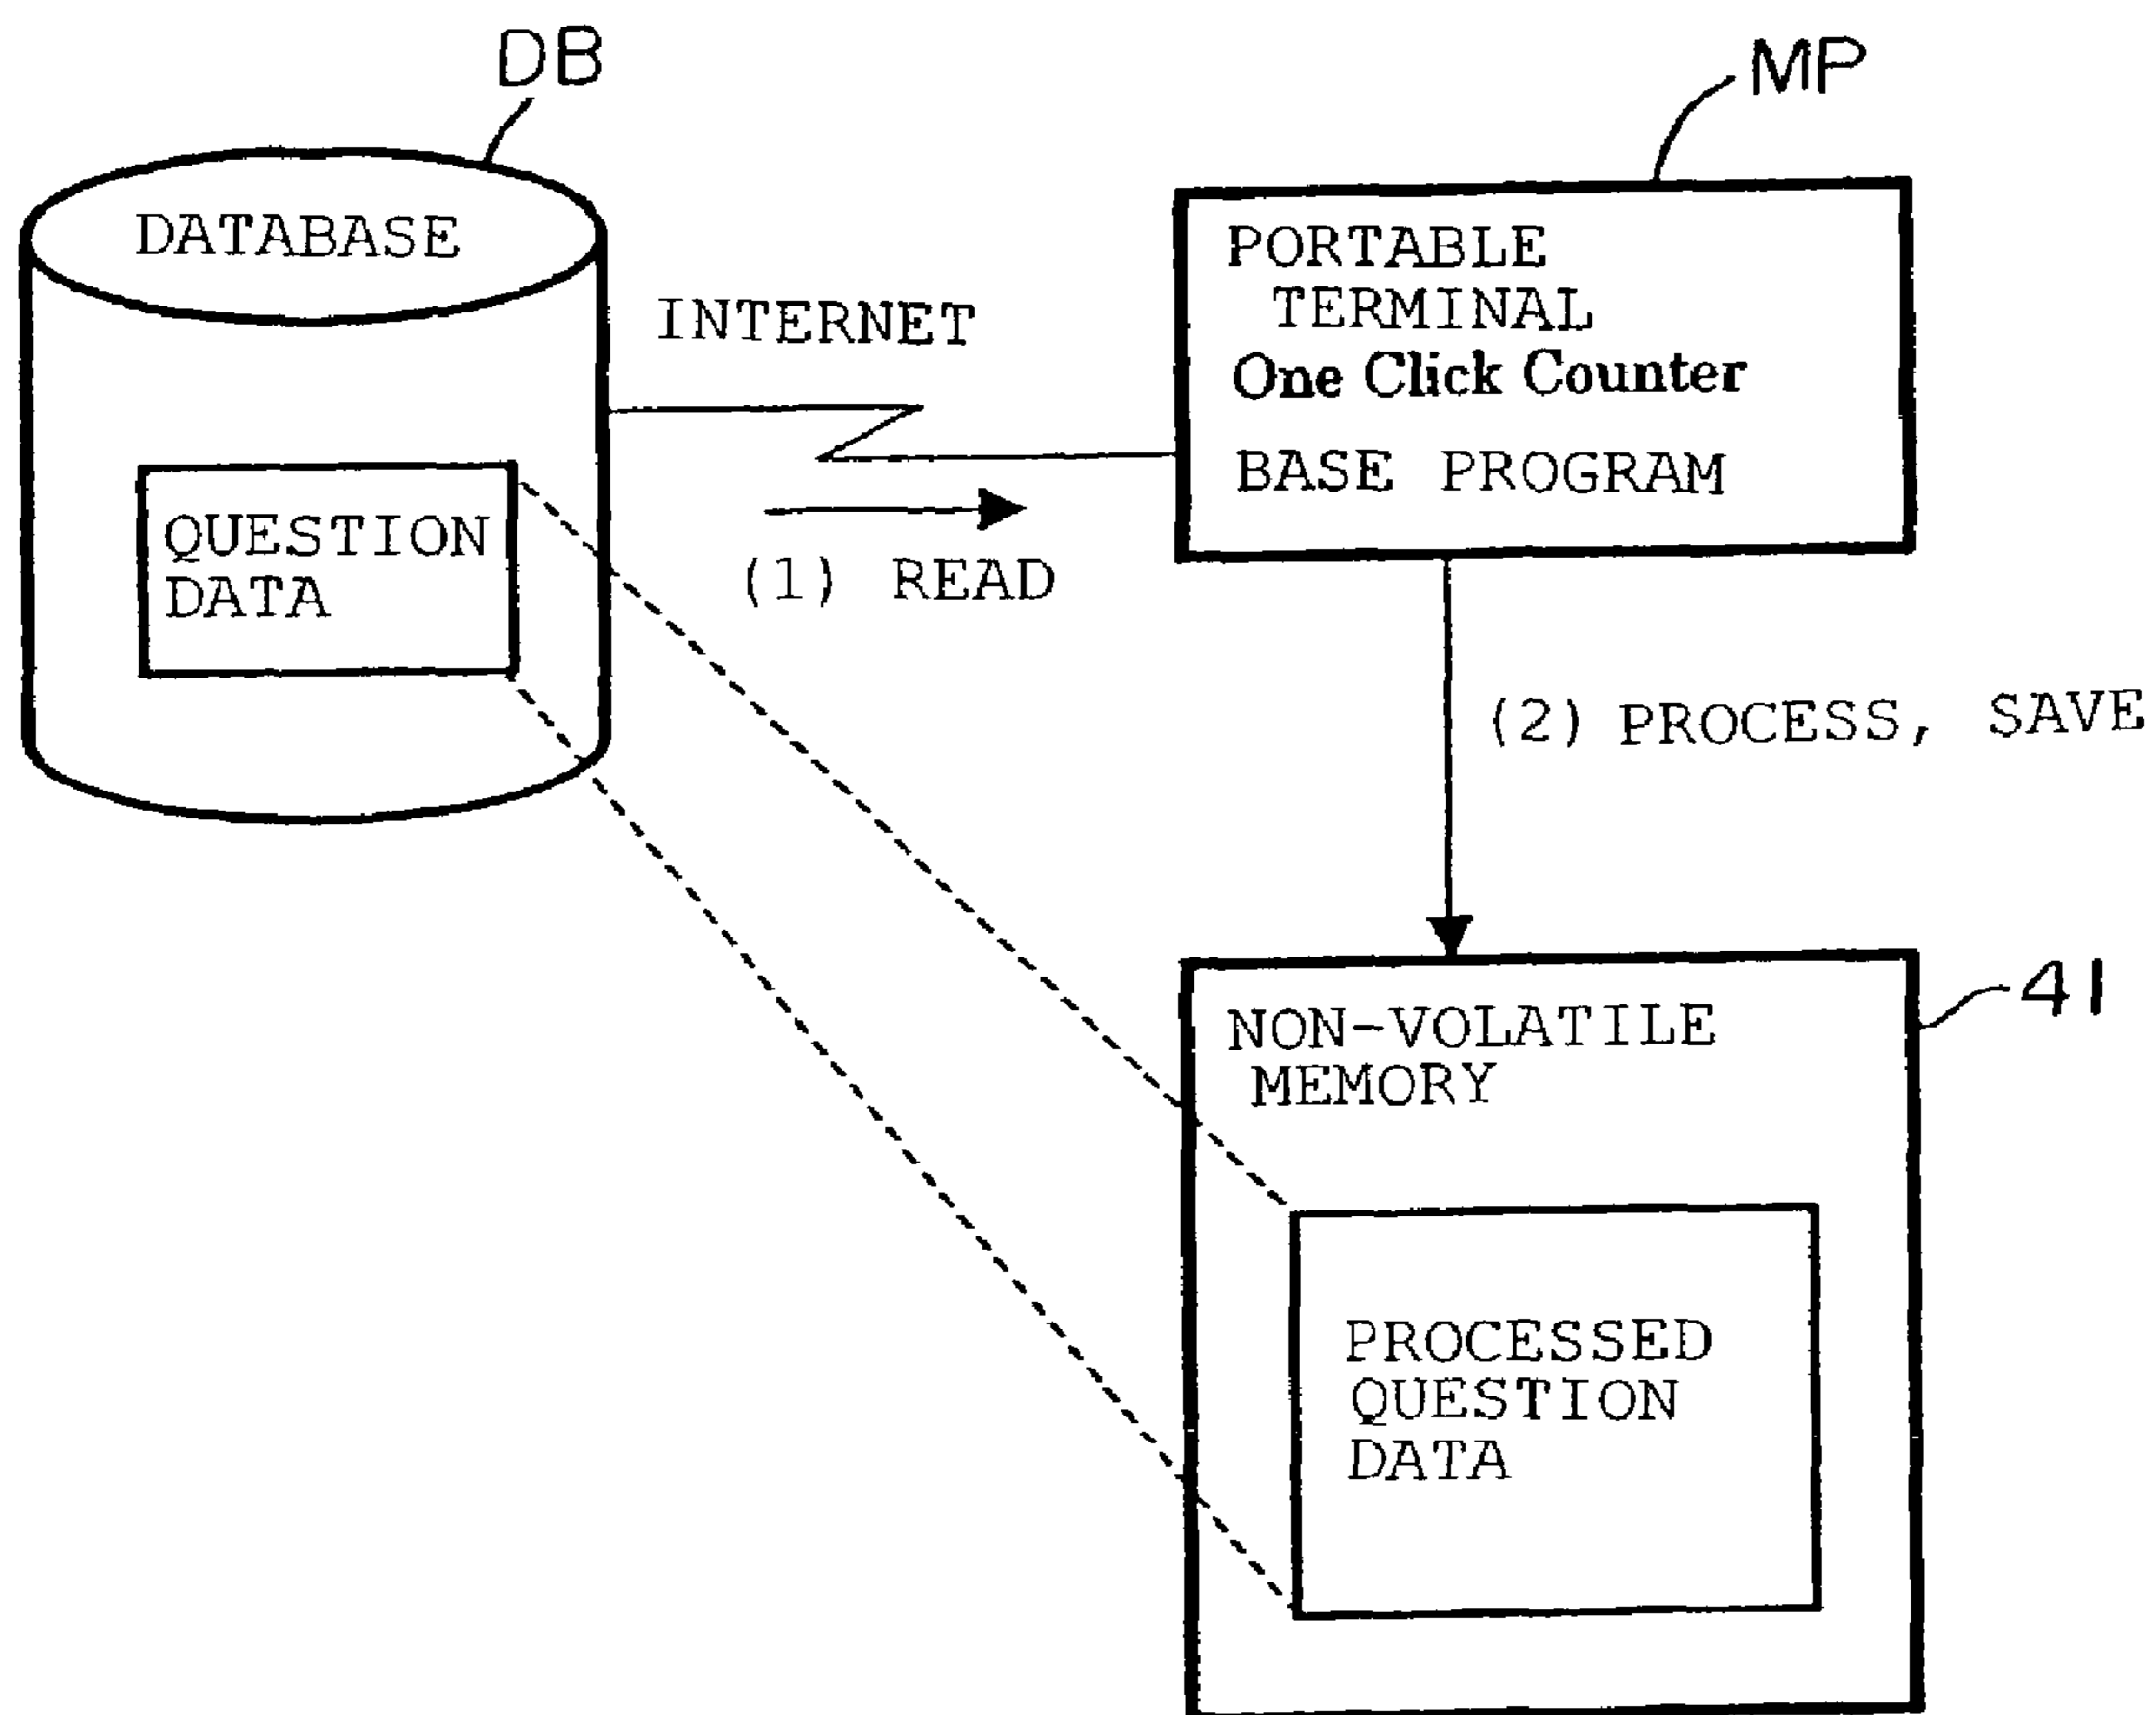 DB
MP
DATABASE
INTERNET
PORTABLE
TERMINAL
One Click Counter
BASE PROGRAM
QUESTION
DATA
(1) READ
(2) PROCESS, SAVE
41
NON-VOLATILE
MEMORY
PROCESSED
QUESTION
DATA